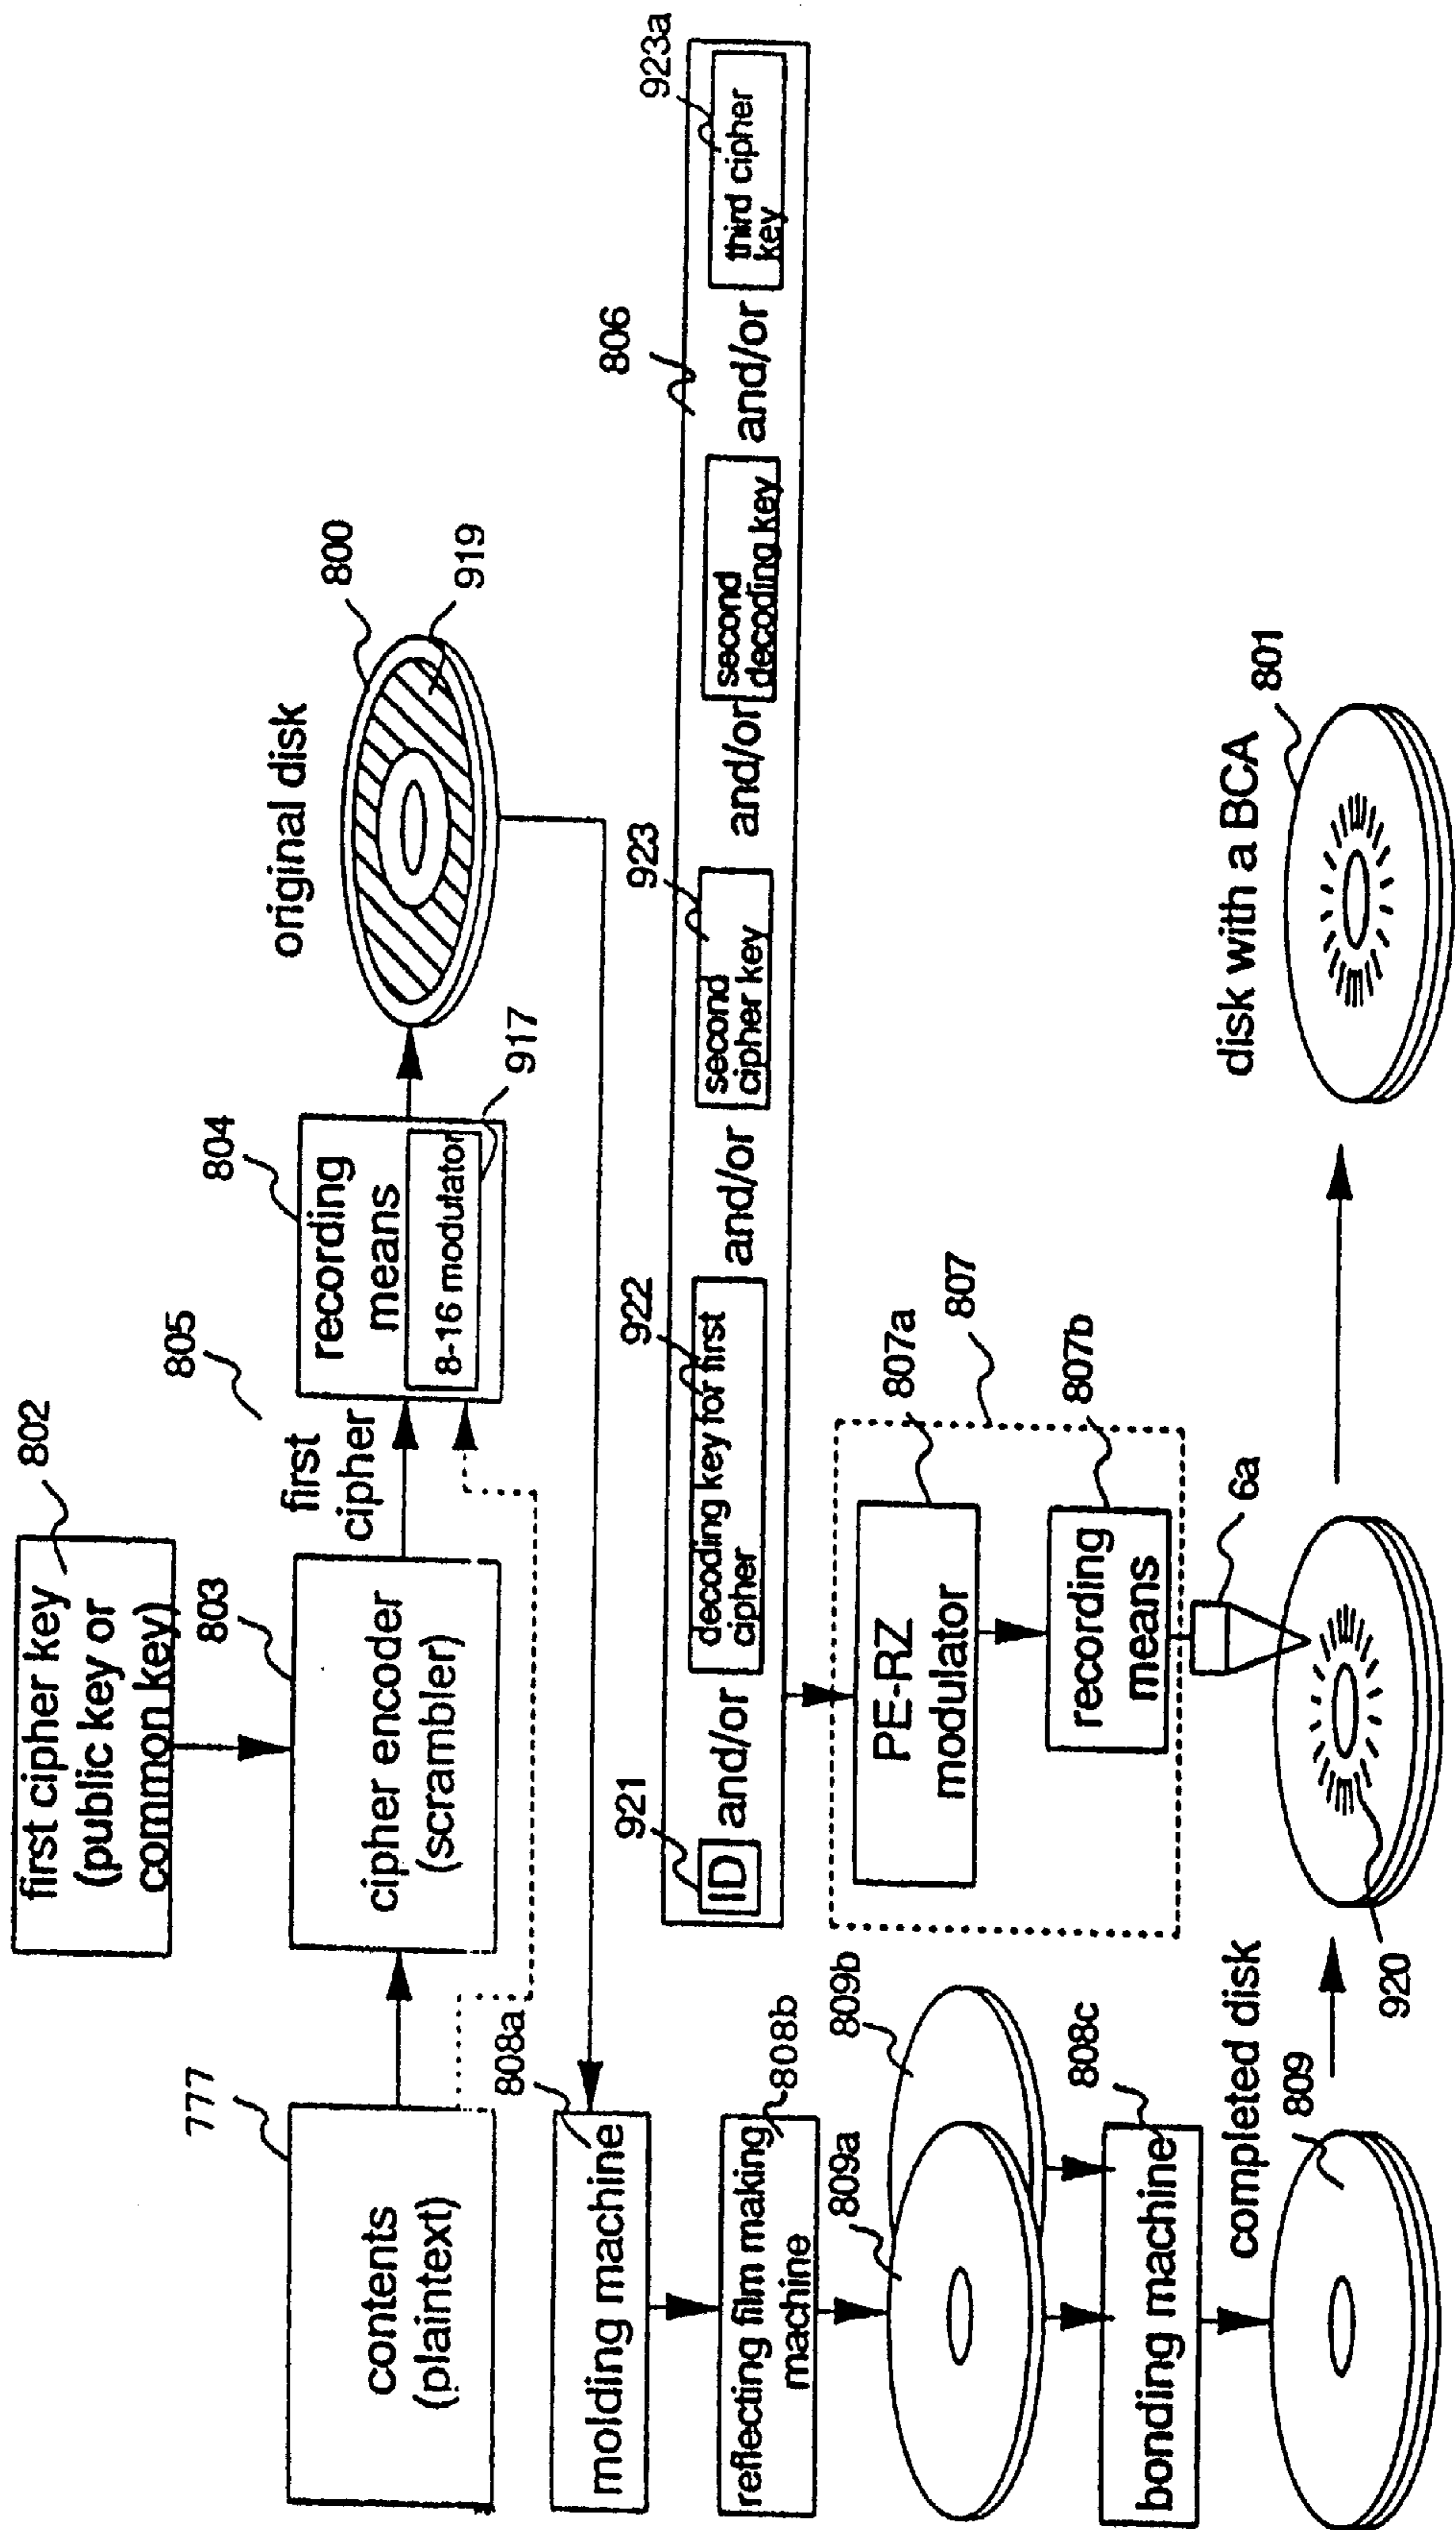 first cipher key
(public key or
common key)
802
777
contents
(plaintext)
cipher encoder
(scrambler)
803
first
cipher
805
recording
means
8-16 modulator
804
917
original disk
800
919
808a
molding machine
reflecting film making
machine
808b
809a
809b
bonding machine
808c
completed disk
809
921
ID
and/or
decoding key for first
cipher
922
and/or
second
cipher key
923
and/or
second
decoding key
and/or
806
third cipher
key
923a
PE-RZ
modulator
807a
807
recording
means
807b
6a
920
disk with a BCA
801